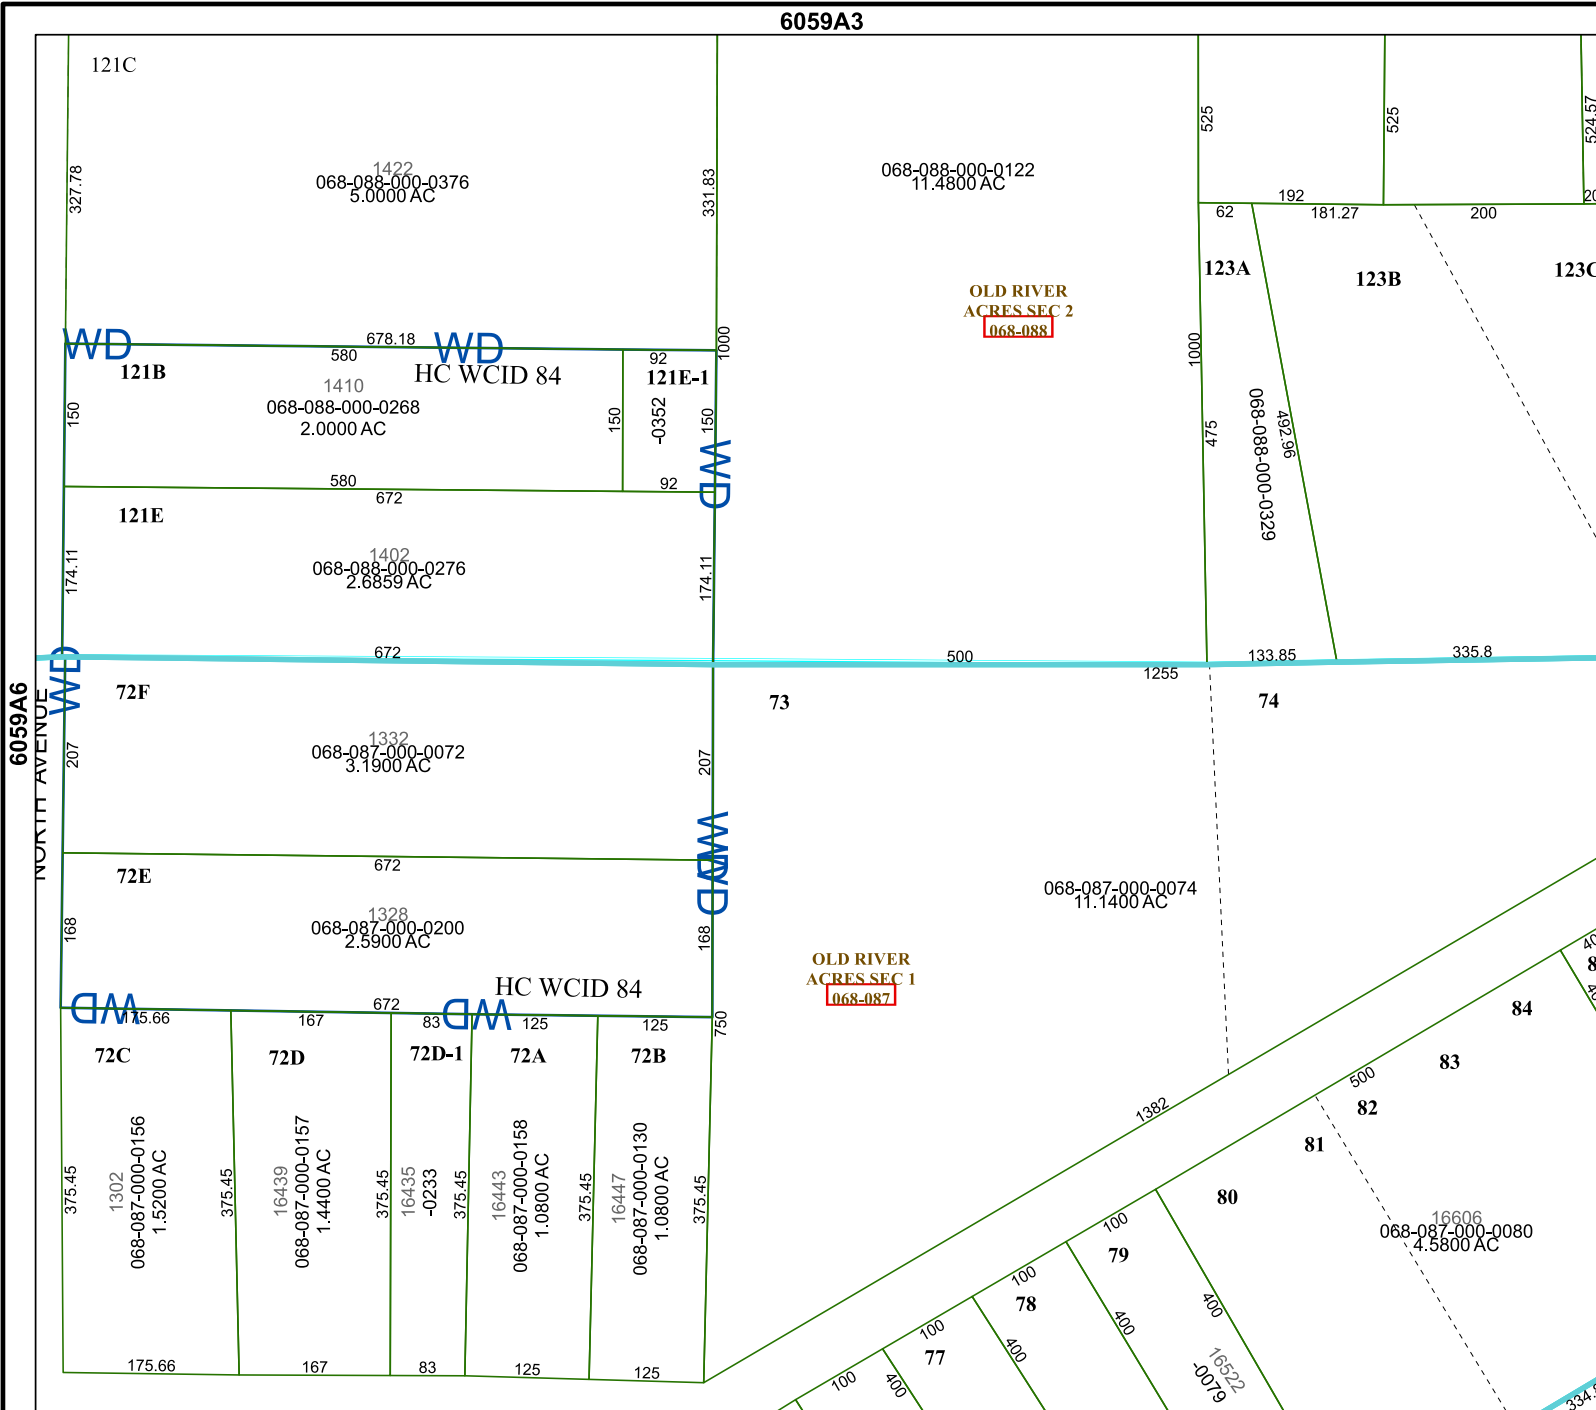 6059A3
121C
327.78
1422
068-088-000-0376
5.0000 AC
331.83
068-088-000-0122
11.4800 AC
525
525
524.57
192
62
181.27
200
20
123A
123B
123C
OLD RIVER
ACRES SEC 2
068-088
WD
678.18
WD
580
92
1000
1000
121B
HC WCID 84
121E-1
1410
068-088-000-0268
2.0000 AC
150
150
-0352
150
WD
475
068-088-000-0329
492.96
580
672
92
121E
174.11
1402
068-088-000-0276
2.6859 AC
174.11
672
500
1255
133.85
335.8
WD
6059A6
NORTH AVENUE
72F
73
74
207
1332
068-087-000-0072
3.1900 AC
207
WD
WD
672
72E
168
1328
068-087-000-0200
2.5900 AC
168
068-087-000-0074
11.1400 AC
OLD RIVER
ACRES SEC 1
068-087
HC WCID 84
WD
672
WD
175.66
167
83
125
125
750
72C
72D
72D-1
72A
72B
375.45
1302
068-087-000-0156
1.5200 AC
375.45
16439
068-087-000-0157
1.4400 AC
375.45
16435
-0233
375.45
16443
068-087-000-0158
1.0800 AC
375.45
16447
068-087-000-0130
1.0800 AC
375.45
175.66
167
83
125
125
1382
84
83
500
82
81
80
100
79
16606
068-087-000-0080
4.5800 AC
100
78
400
400
100
77
400
16522
-0079
100
400
334.